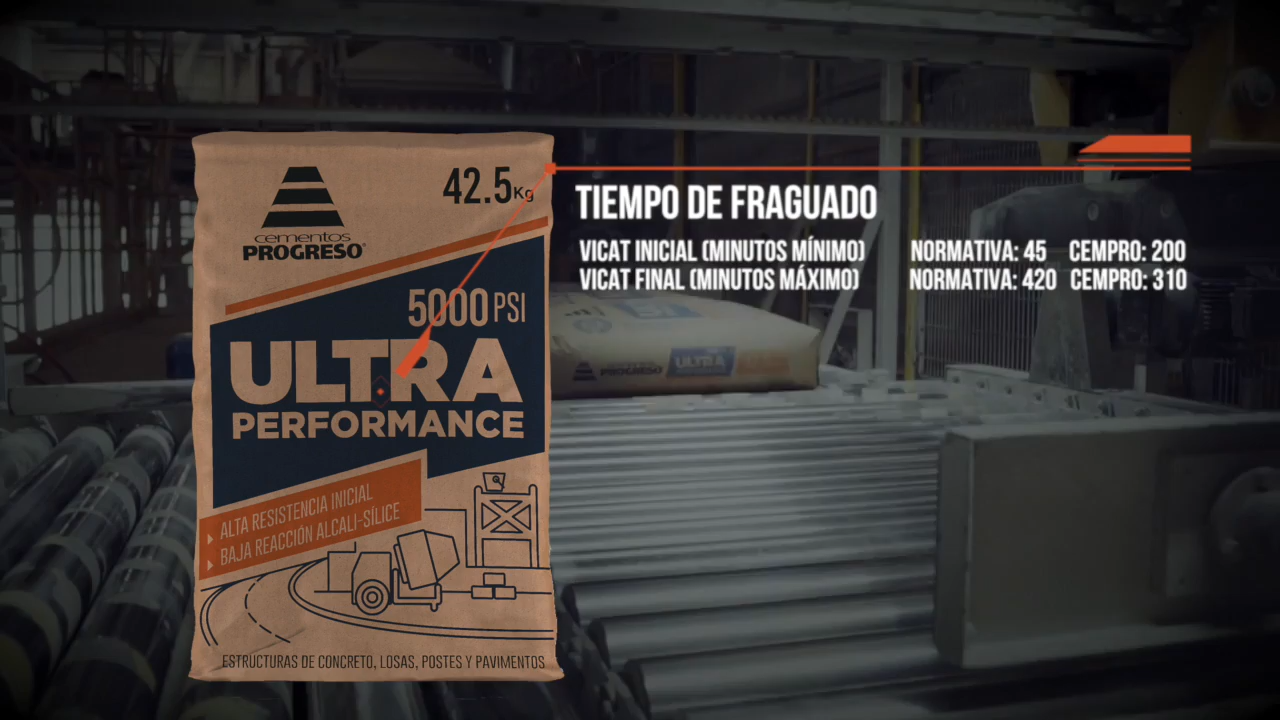 42.5Kg
cementos
PROGRESO®
5000 PSI
ULTRA
PERFORMANCE
ALTA RESISTENCIA INICIAL
BAJA REACCIÓN ALCALI-SÍLICE
ESTRUCTURAS DE CONCRETO, LOSAS, POSTES Y PAVIMENTOS
TIEMPO DE FRAGUADO
VICAT INICIAL (MINUTOS MÍNIMO) NORMATIVA: 45 CEMPRO: 200
VICAT FINAL (MINUTOS MÁXIMO) NORMATIVA: 420 CEMPRO: 310
PROGRESO
ULTRA